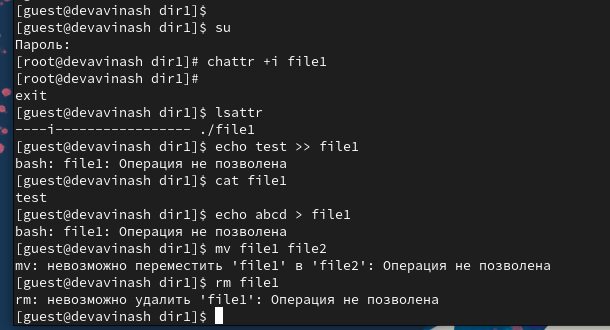 [guest@devavinash dir1]$
[guest@devavinash dir1]$ su
Пароль:
[root@devavinash dir1]# chattr +i file1
[root@devavinash dir1]#
exit
[guest@devavinash dir1]$ lsattr
----i----------------- ./file1
[guest@devavinash dir1]$ echo test >> file1
bash: file1: Операция не позволена
[guest@devavinash dir1]$ cat file1
test
[guest@devavinash dir1]$ echo abcd > file1
bash: file1: Операция не позволена
[guest@devavinash dir1]$ mv file1 file2
mv: невозможно переместить 'file1' в 'file2': Операция не позволена
[guest@devavinash dir1]$ rm file1
rm: невозможно удалить 'file1': Операция не позволена
[guest@devavinash dir1]$